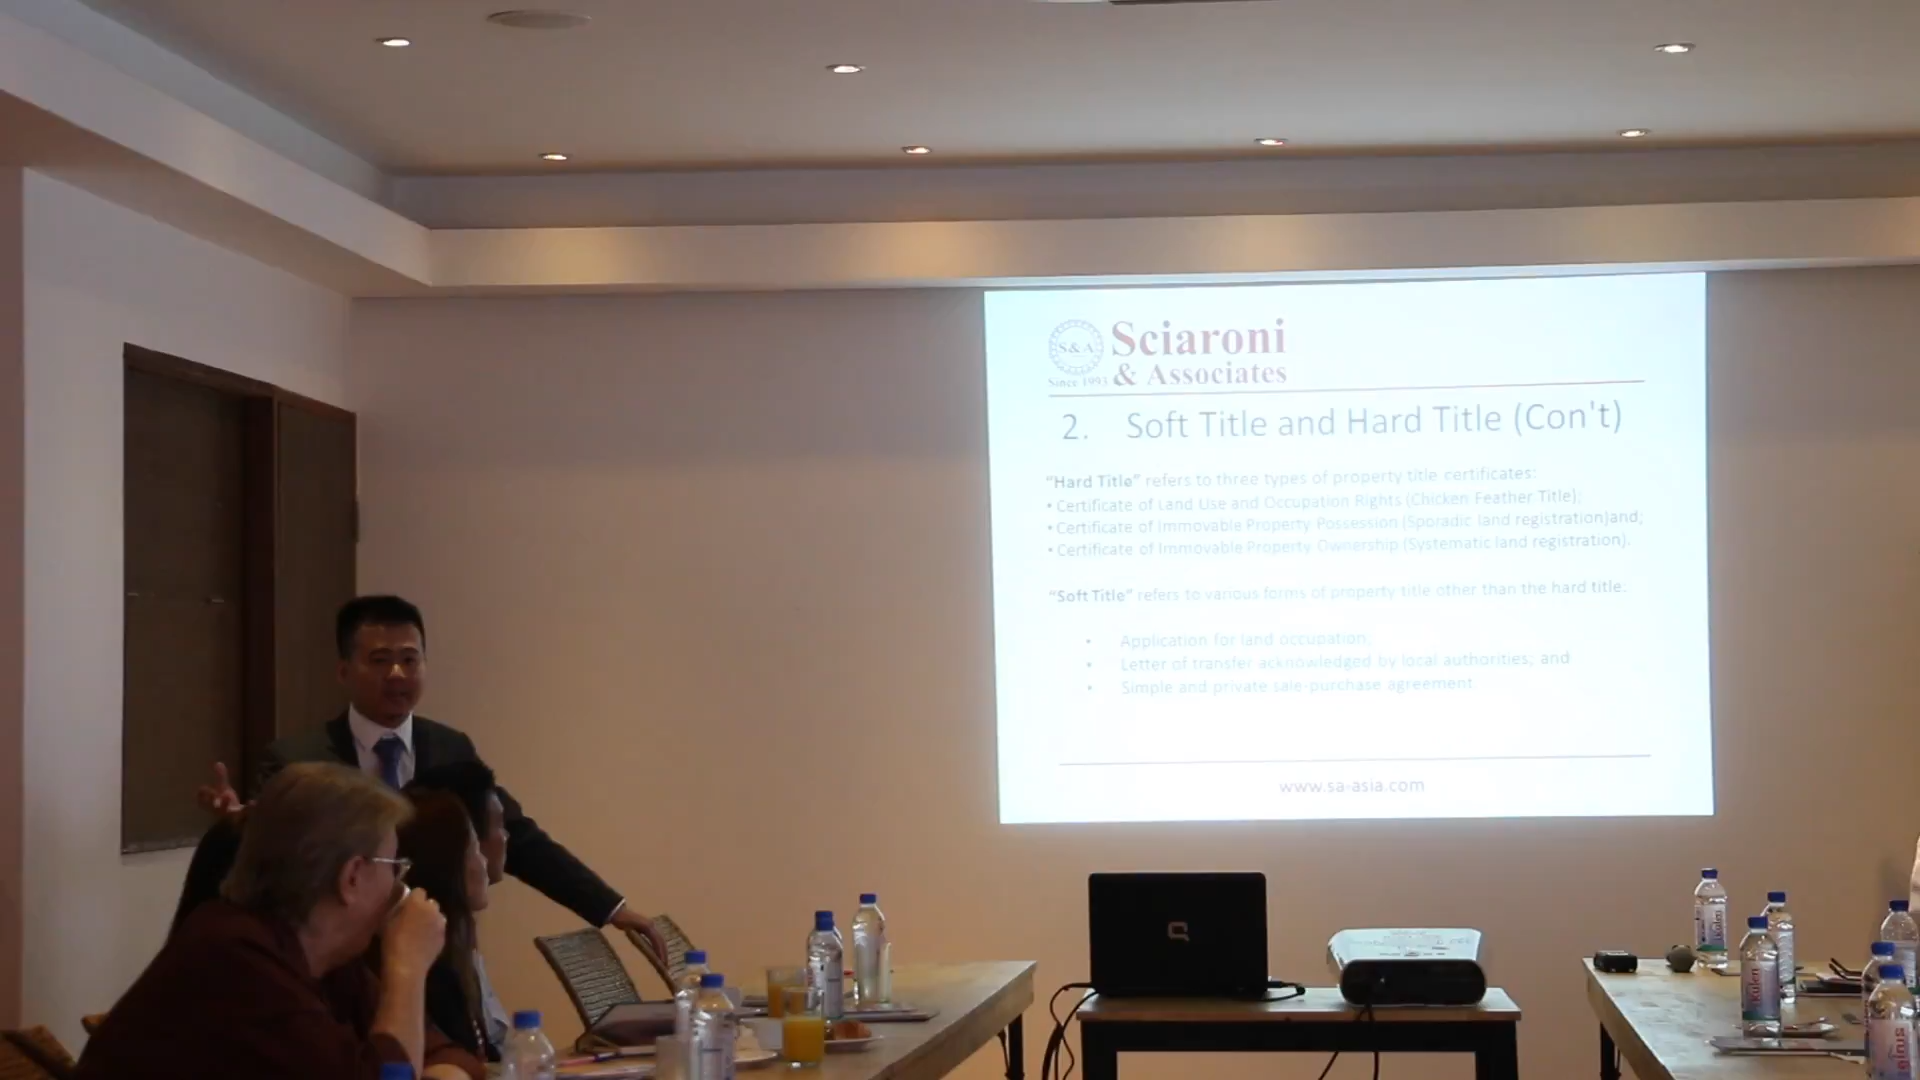 S&A
Since 1993
Sciaroni
& Associates
2. Soft Title and Hard Title (Con't)
“Hard Title” refers to three types of property title certificates:
• Certificate of Land Use and Occupation Rights (Chicken Feather Title);
• Certificate of Immovable Property Possession (Sporadic land registration)and;
• Certificate of Immovable Property Ownership (Systematic land registration).
“Soft Title” refers to various forms of property title other than the hard title.
• Application for land occupation;
• Letter of transfer acknowledged by local authorities; and
• Simple and private sale-purchase agreement
www.sa-asia.com
Kulen
Kulen